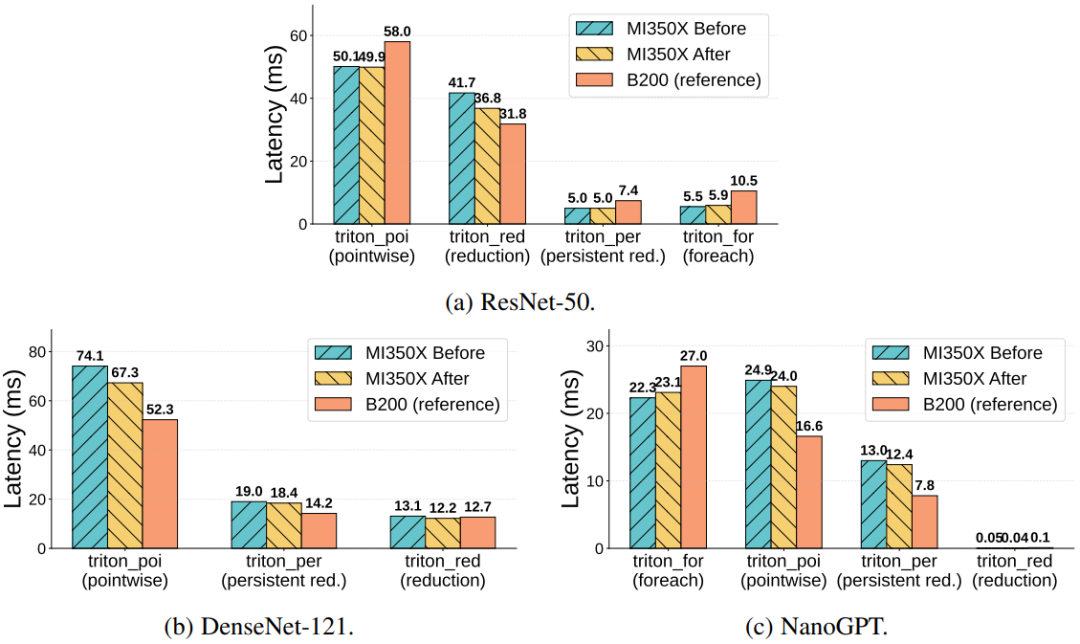 Latency (ms)
60
40
20
0
MI350X Before
MI350X After
B200 (reference)
50.1 49.9 58.0
41.7 36.8 31.8
5.0 5.0 7.4
5.5 5.9 10.5
triton_poi triton_red triton_per triton_for
(pointwise) (reduction) (persistent red.) (foreach)
(a) ResNet-50.
Latency (ms)
80
60
40
20
0
MI350X Before
MI350X After
B200 (reference)
74.1 67.3 52.3
19.0 18.4 14.2
13.1 12.2 12.7
triton_poi triton_per triton_red
(pointwise) (persistent red.) (reduction)
(b) DenseNet-121.
Latency (ms)
30
20
10
0
MI350X Before
MI350X After
B200 (reference)
22.3 23.1 27.0
24.9 24.0 16.6
13.0 12.4 7.8
0.05 0.04 0.1
triton_for triton_poi triton_per triton_red
(foreach) (pointwise) (persistent red.) (reduction)
(c) NanoGPT.